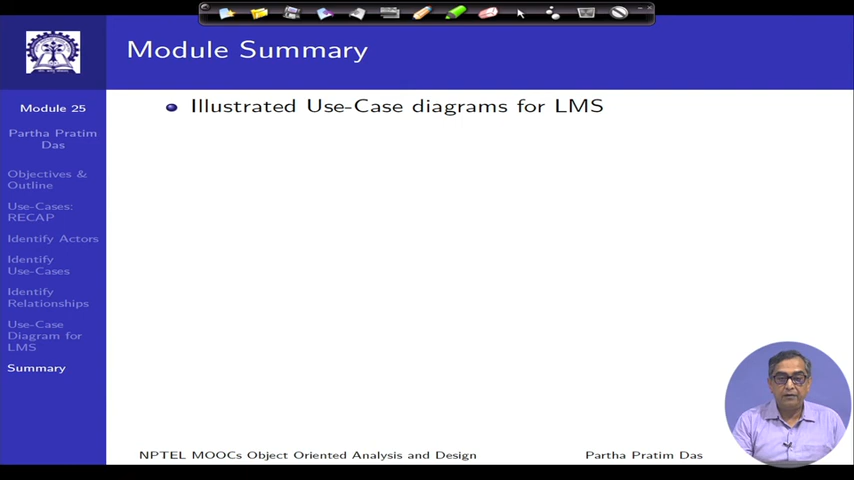 Module Summary
Module 25
Partha Pratim
Das
Objectives &
Outline
Use-Cases:
RECAP
Identify Actors
Identify
Use-Cases
Identify
Relationships
Use-Case
Diagram for
LMS
Summary
Illustrated Use-Case diagrams for LMS
NPTEL MOOCs Object Oriented Analysis and Design
Partha Pratim Das